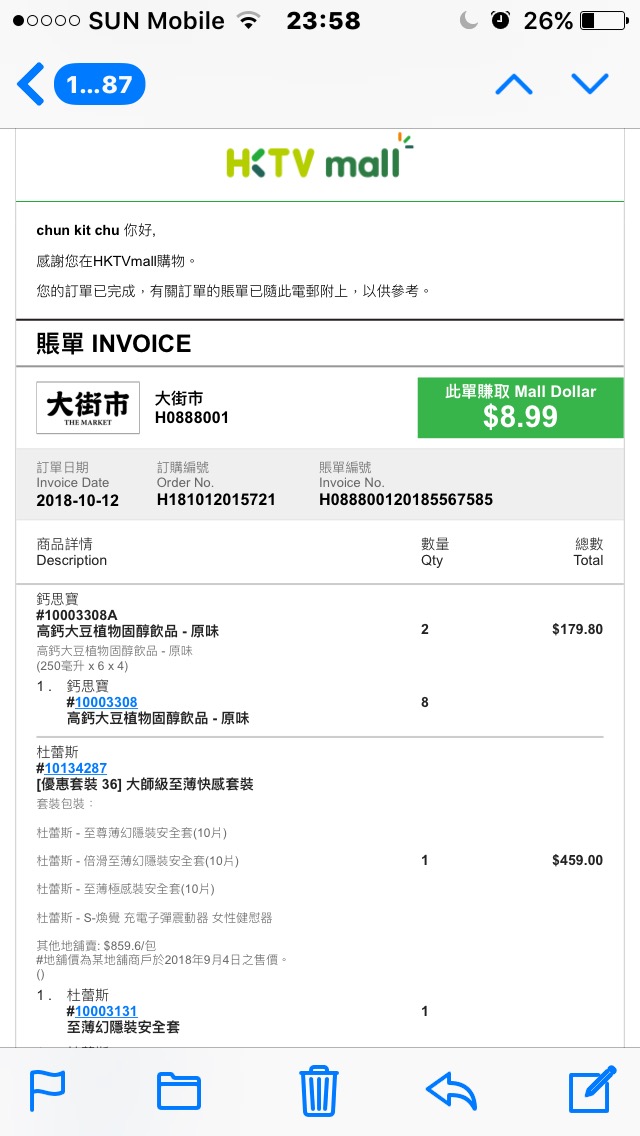 SUN Mobile 23:58 26%
1...87
HKTV mall
chun kit chu 你好,
感謝您在HKTVmall購物。
您的訂單已完成，有關訂單的賬單已隨此電郵附上，以供參考。
賬單 INVOICE
大街市
THE MARKET
大街市
H0888001
此單賺取 Mall Dollar
$8.99
訂單日期 訂購編號 賬單編號
Invoice Date Order No. Invoice No.
2018-10-12 H181012015721 H088800120185567585
商品詳情 數量 總數
Description Qty Total
鈣思寶
#10003308A
高鈣大豆植物固醇飲品 - 原味 2 $179.80
高鈣大豆植物固醇飲品 - 原味
(250毫升 x 6 x 4)
1. 鈣思寶
#10003308 8
高鈣大豆植物固醇飲品 - 原味
杜蕾斯
#10134287
[優惠套裝 36] 大師級至薄快感套裝
套裝包裝：
杜蕾斯 - 至尊薄幻隱裝安全套(10片)
杜蕾斯 - 倍滑至薄幻隱裝安全套(10片) 1 $459.00
杜蕾斯 - 至薄極感裝安全套(10片)
杜蕾斯 - S-煥覺 充電子彈震動器 女性健慰器
其他地舖賣: $859.6/包
#地舖價為某地舖商戶於2018年9月4日之售價。
()
1. 杜蕾斯
#10003131 1
至薄幻隱裝安全套